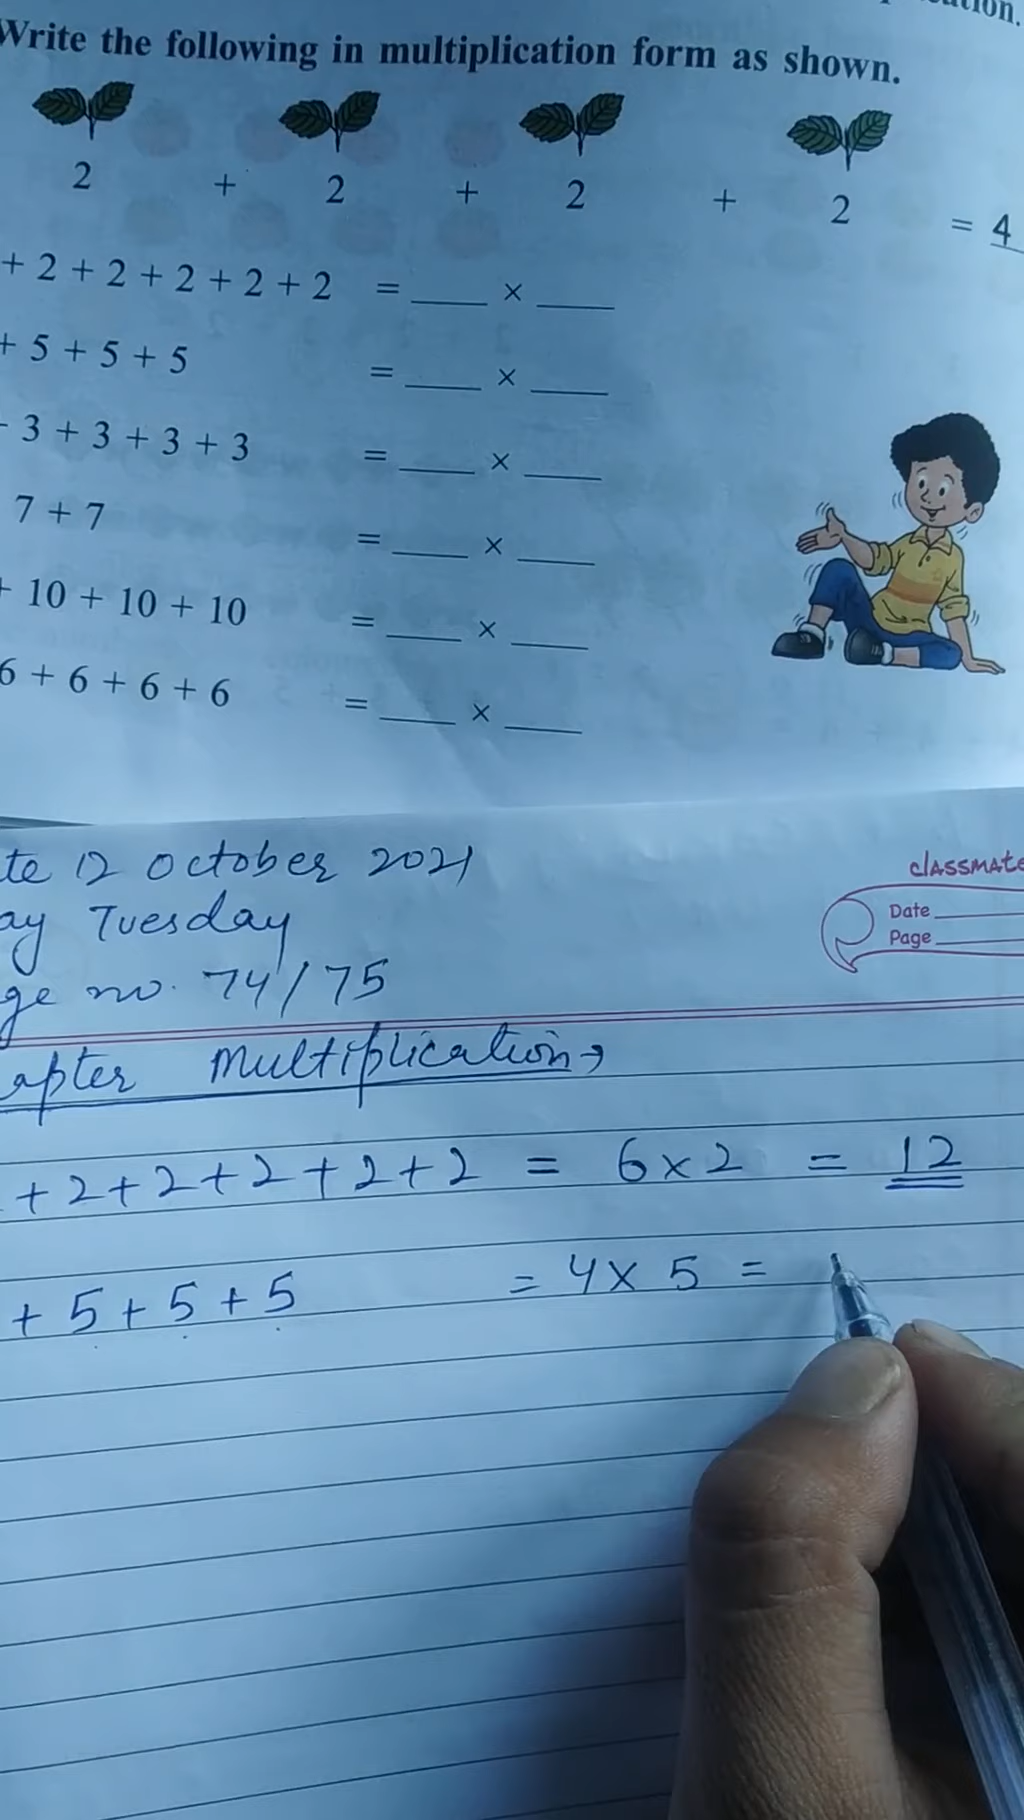 Write the following in multiplication form as shown.
2 + 2 + 2 + 2 = 4
+ 2 + 2 + 2 + 2 + 2 = ___ × ___
+ 5 + 5 + 5 = ___ × ___
3 + 3 + 3 + 3 = ___ × ___
7 + 7 = ___ × ___
+ 10 + 10 + 10 = ___ × ___
6 + 6 + 6 + 6 = ___ × ___
te 12 October 2021
classmate
ay Tuesday
Date
Page
ge no. 74/75
apter Multiplication
+2+2+2+2+2 = 6×2 = 12
+ 5 + 5 + 5 = 4 × 5 =